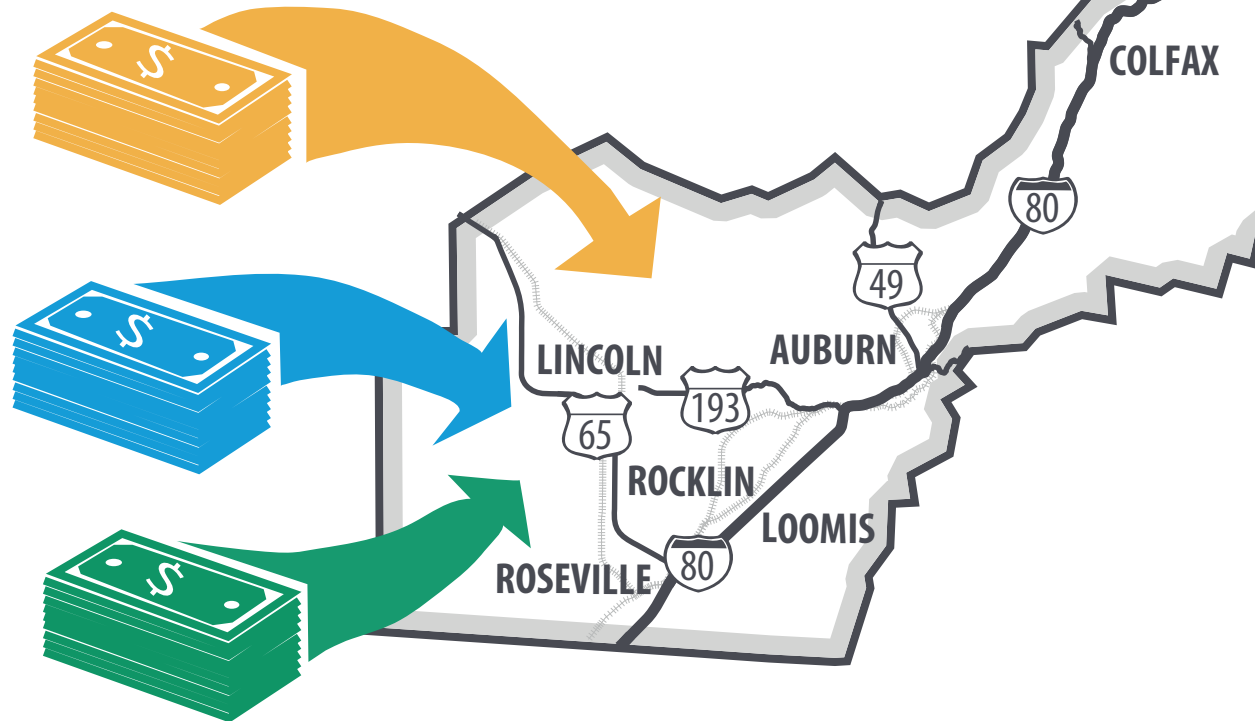 $
COLFAX
80
49
$
LINCOLN
AUBURN
193
65
ROCKLIN
LOOMIS
$
ROSEVILLE
80